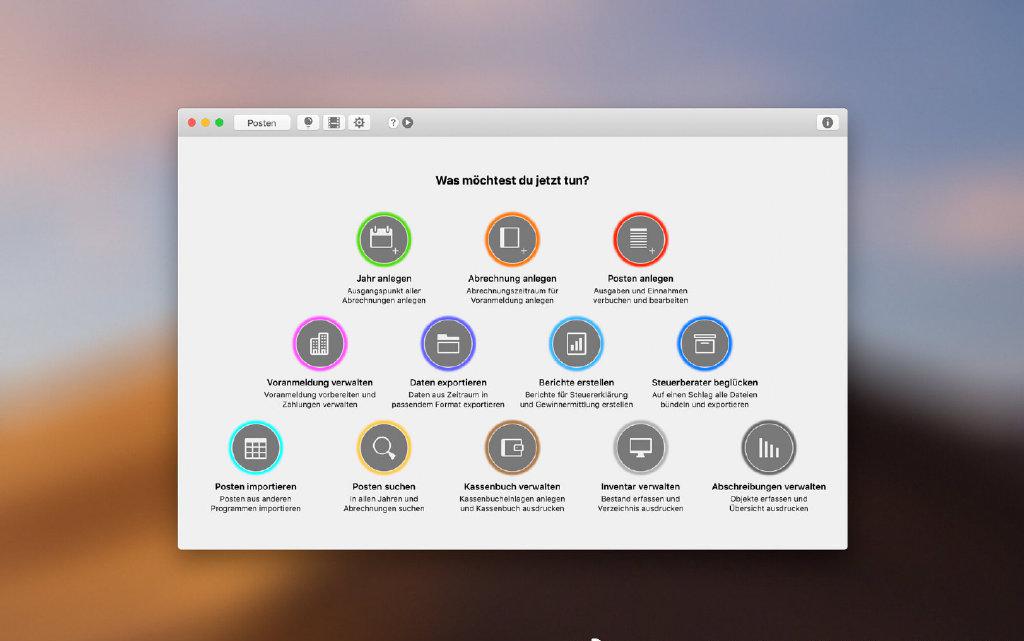 Posten
?
Was möchtest du jetzt tun?
Jahr anlegen
Ausgangspunkt aller
Abrechnungen anlegen
Abrechnung anlegen
Abrechnungszeitraum für
Voranmeldung anlegen
Posten anlegen
Ausgaben und Einnahmen
verbuchen und bearbeiten
Voranmeldung verwalten
Voranmeldung vorbereiten und
Zahlungen verwalten
Daten exportieren
Daten aus Zeitraum in
passendem Format exportieren
Berichte erstellen
Berichte für Steuererklärung
und Gewinnermittlung erstellen
Steuerberater beglücken
Auf einen Schlag alle Dateien
bündeln und exportieren
Posten importieren
Posten aus anderen
Programmen importieren
Posten suchen
In allen Jahren und
Abrechnungen suchen
Kassenbuch verwalten
Kassenbucheinlagen anlegen
und Kassenbuch ausdrucken
Inventar verwalten
Bestand erfassen und
Verzeichnis ausdrucken
Abschreibungen verwalten
Objekte erfassen und
Übersicht ausdrucken